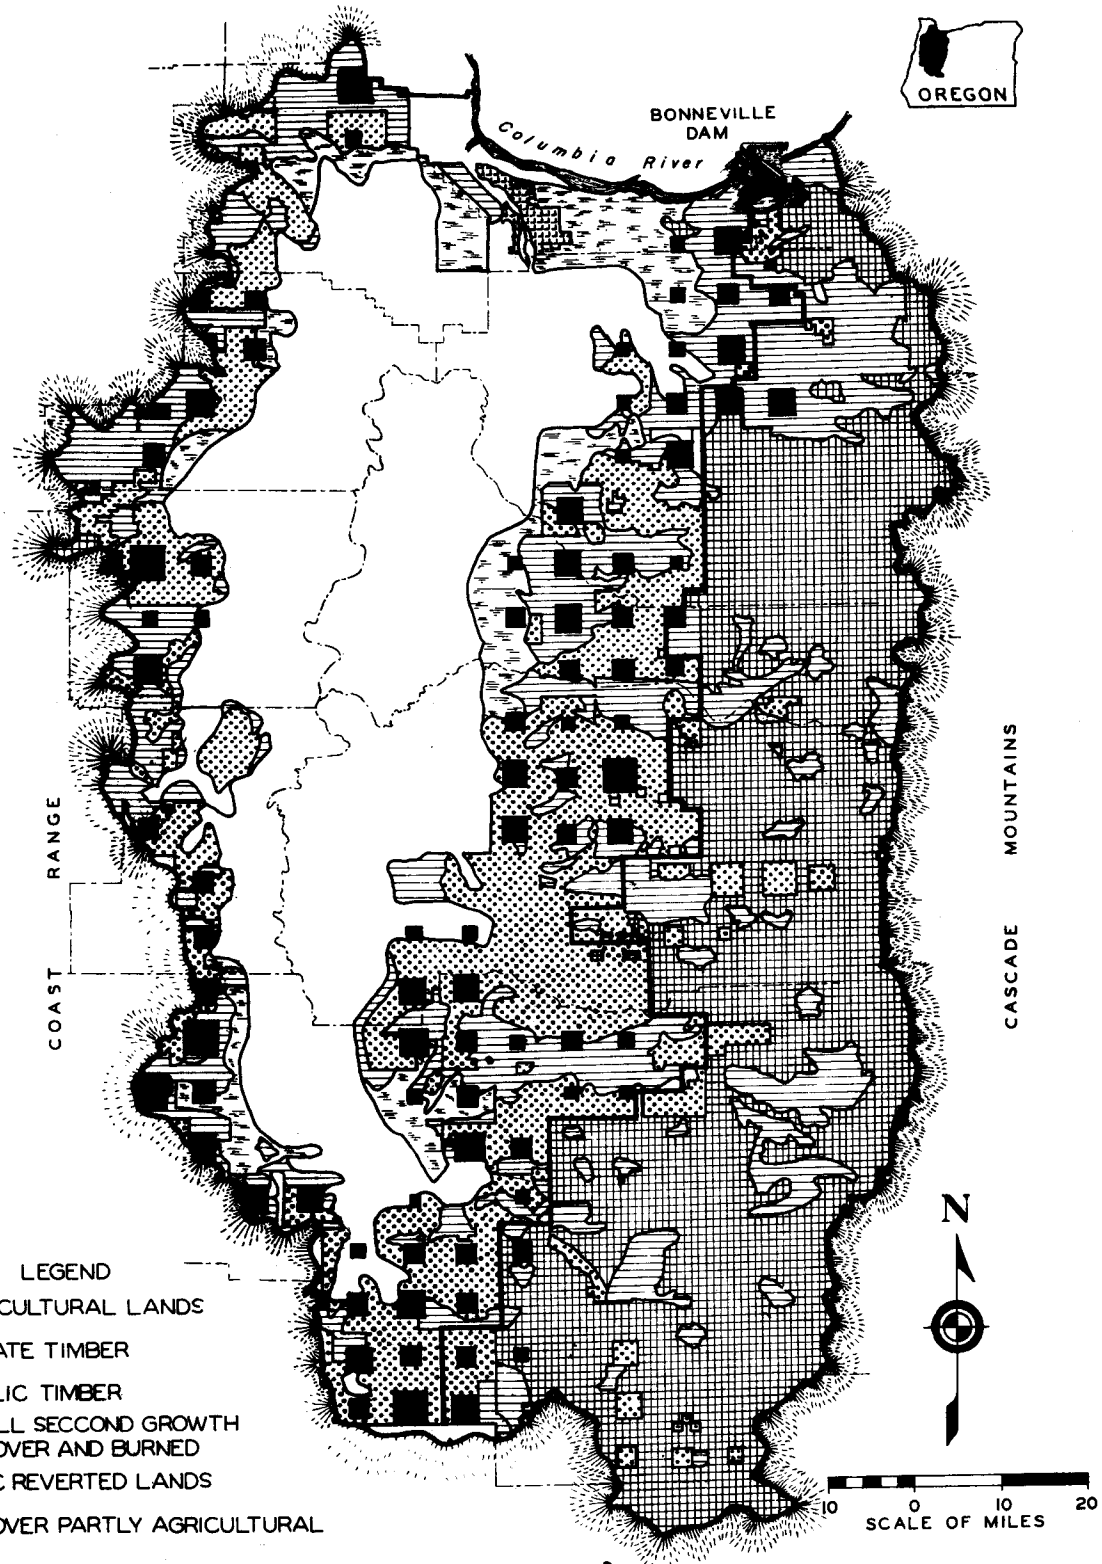 OREGON
BONNEVILLE
DAM
Columbia River
COAST RANGE
CASCADE MOUNTAINS
N
LEGEND
CULTURAL LANDS
ATE TIMBER
LIC TIMBER
LL SECCOND GROWTH
OVER AND BURNED
C REVERTED LANDS
OVER PARTLY AGRICULTURAL
10 0 10 20
SCALE OF MILES